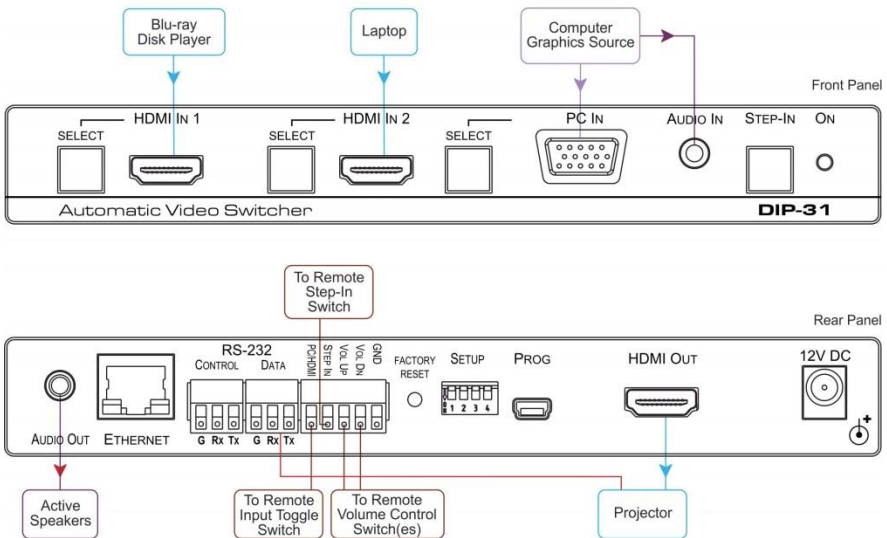 Blu-ray
Disk Player
Laptop
Computer
Graphics Source
Front Panel
SELECT
HDMI IN 1
SELECT
HDMI IN 2
SELECT
PC IN
AUDIO IN
STEP-IN
ON
Automatic Video Switcher
DIP-31
To Remote
Step-In
Switch
Rear Panel
RS-232
CONTROL
DATA
PC/HDMI
STEP IN
VOL UP
VOL DN
GND
FACTORY
RESET
SETUP
PROG
HDMI OUT
12V DC
1 2 3 4
AUDIO OUT
ETHERNET
G Rx Tx
G Rx Tx
+
Active
Speakers
To Remote
Input Toggle
Switch
To Remote
Volume Control
Switch(es)
Projector